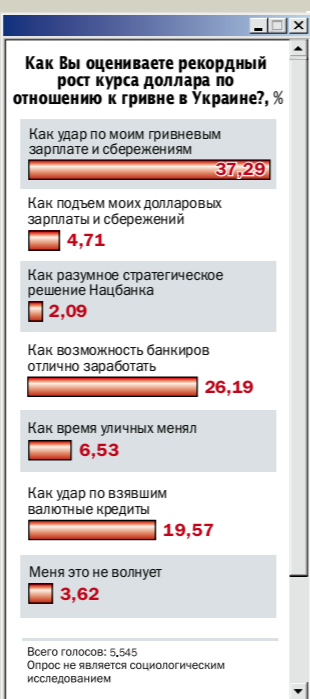 Как Вы оцениваете рекордный
рост курса доллара по
отношению к гривне в Украине?, %
Как удар по моим гривневым
зарплате и сбережениям
37,29
Как подъем моих долларовых
зарплаты и сбережений
4,71
Как разумное стратегическое
решение Нацбанка
2,09
Как возможность банкиров
отлично заработать
26,19
Как время уличных менял
6,53
Как удар по взявшим
валютные кредиты
19,57
Меня это не волнует
3,62
Всего голосов: 5.545
Опрос не является социологическим
исследованием